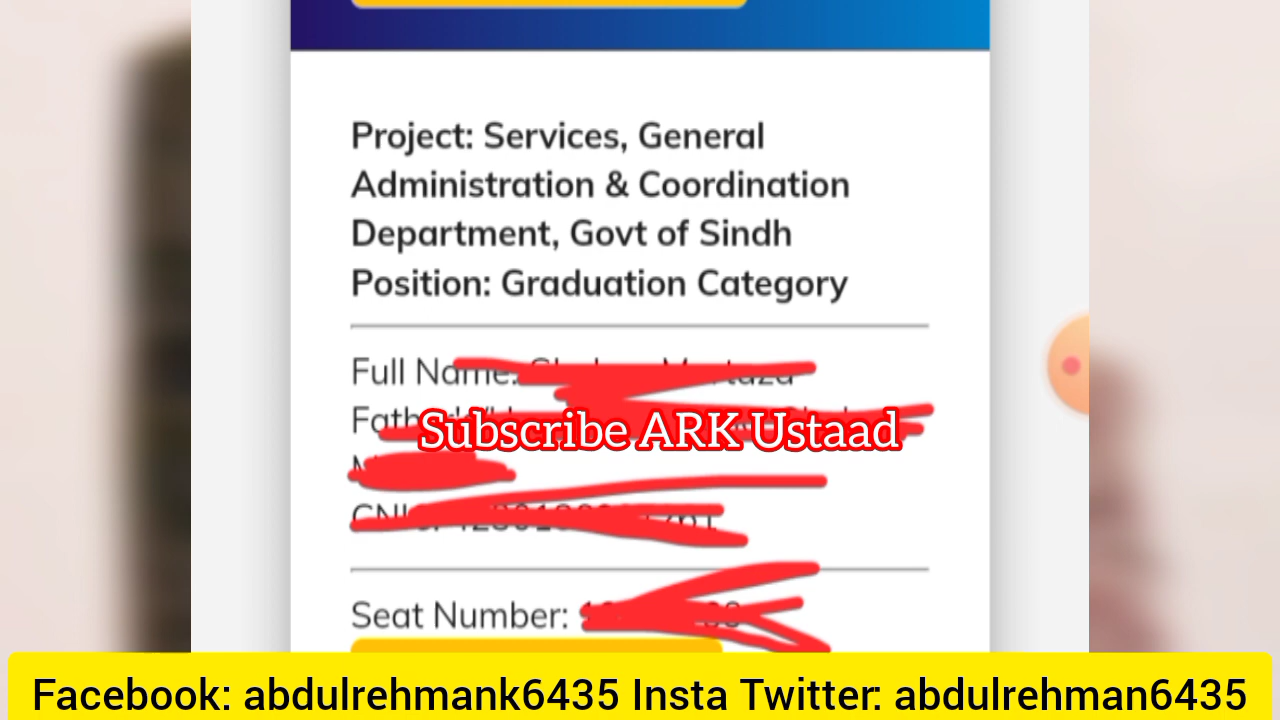 Project: Services, General
Administration & Coordination
Department, Govt of Sindh
Position: Graduation Category
Full Name:
Subscribe ARK Ustaad
Seat Number:
Facebook: abdulrehmank6435 Insta Twitter: abdulrehman6435